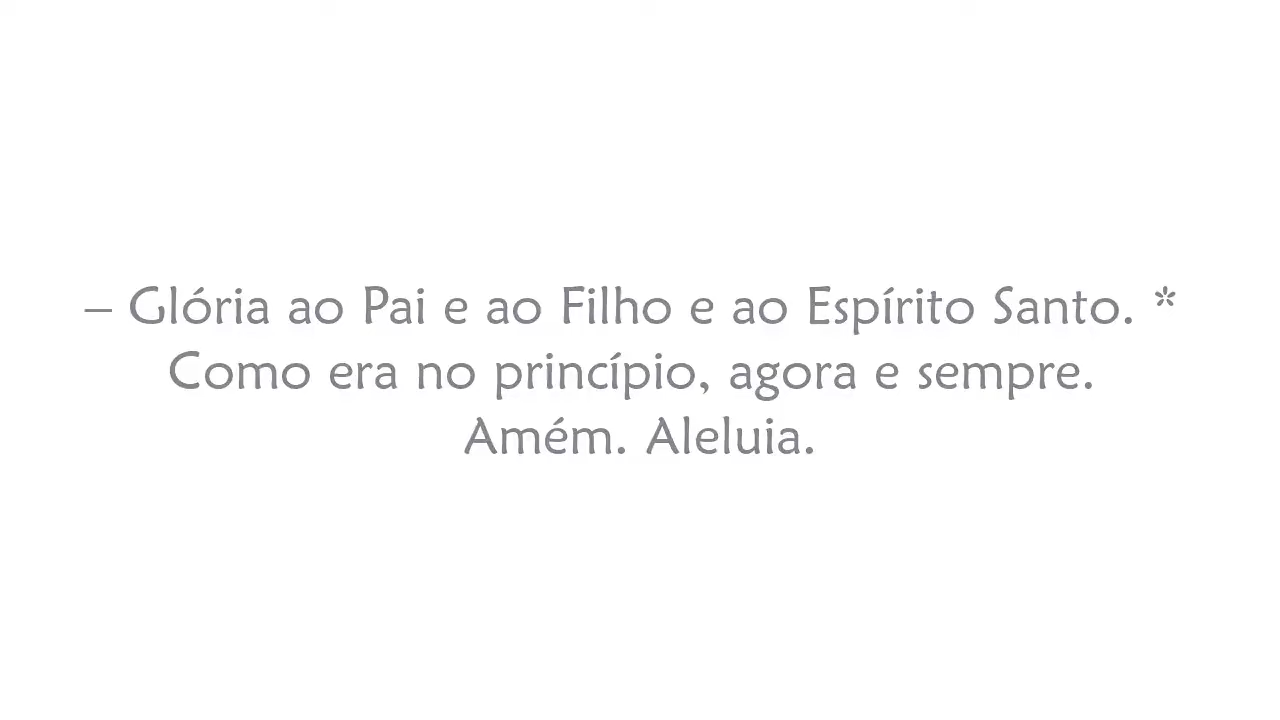 – Glória ao Pai e ao Filho e ao Espírito Santo. *
Como era no princípio, agora e sempre.
Amém. Aleluia.